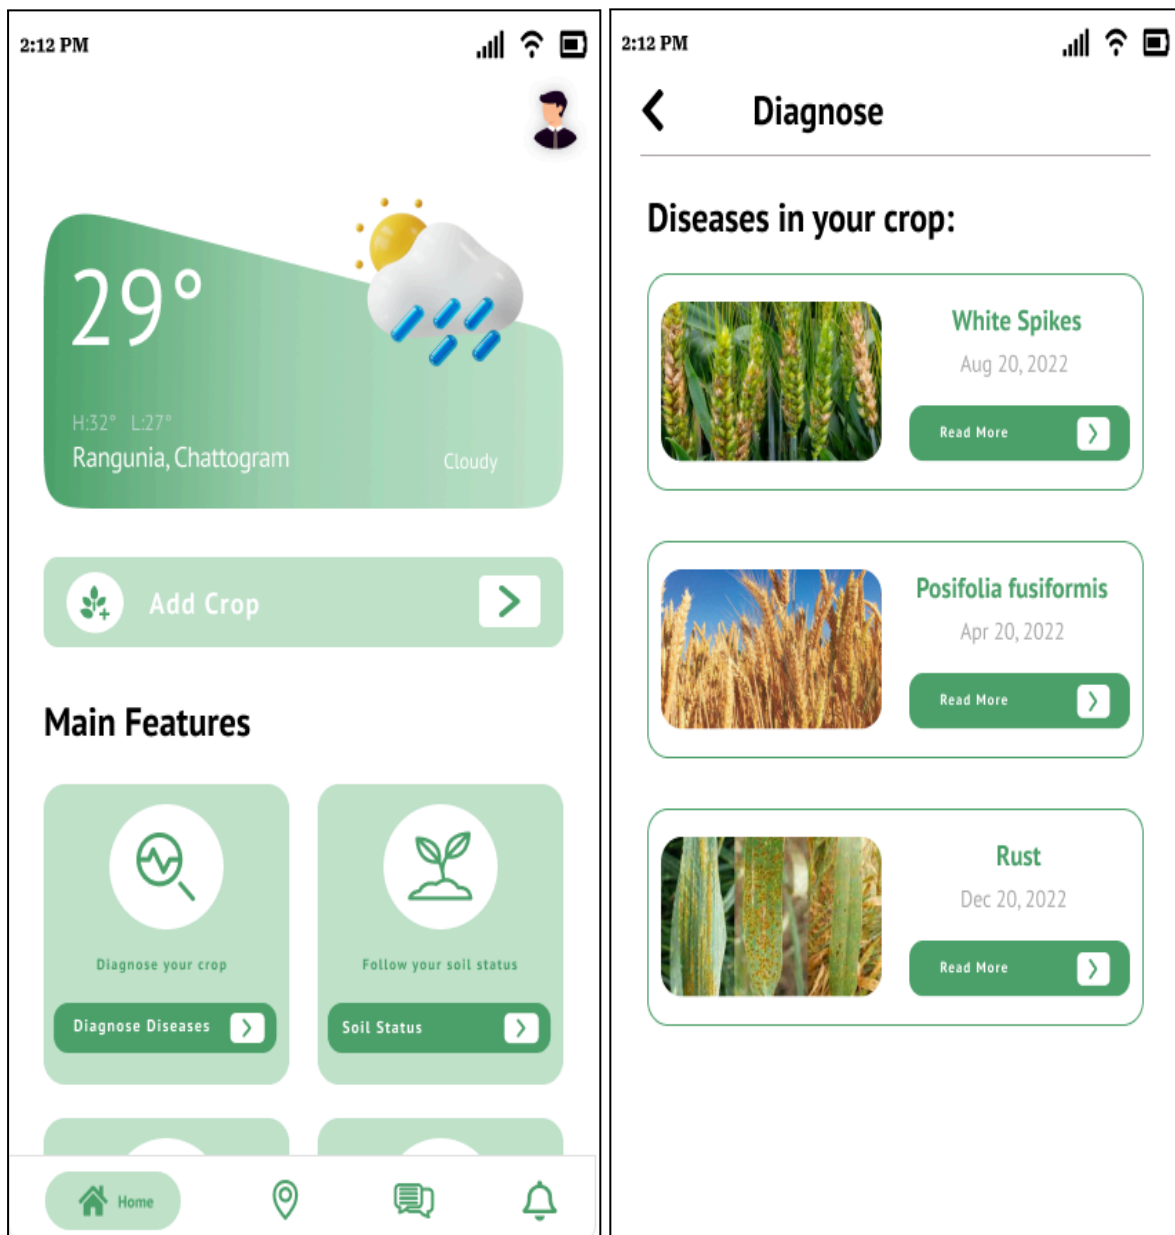 2:12 PM
29°
H:32° L:27°
Rangunia, Chattogram
Cloudy
Add Crop
Main Features
Diagnose your crop
Diagnose Diseases
Follow your soil status
Soil Status
Home
2:12 PM
Diagnose
Diseases in your crop:
White Spikes
Aug 20, 2022
Read More
Posifolia fusiformis
Apr 20, 2022
Read More
Rust
Dec 20, 2022
Read More